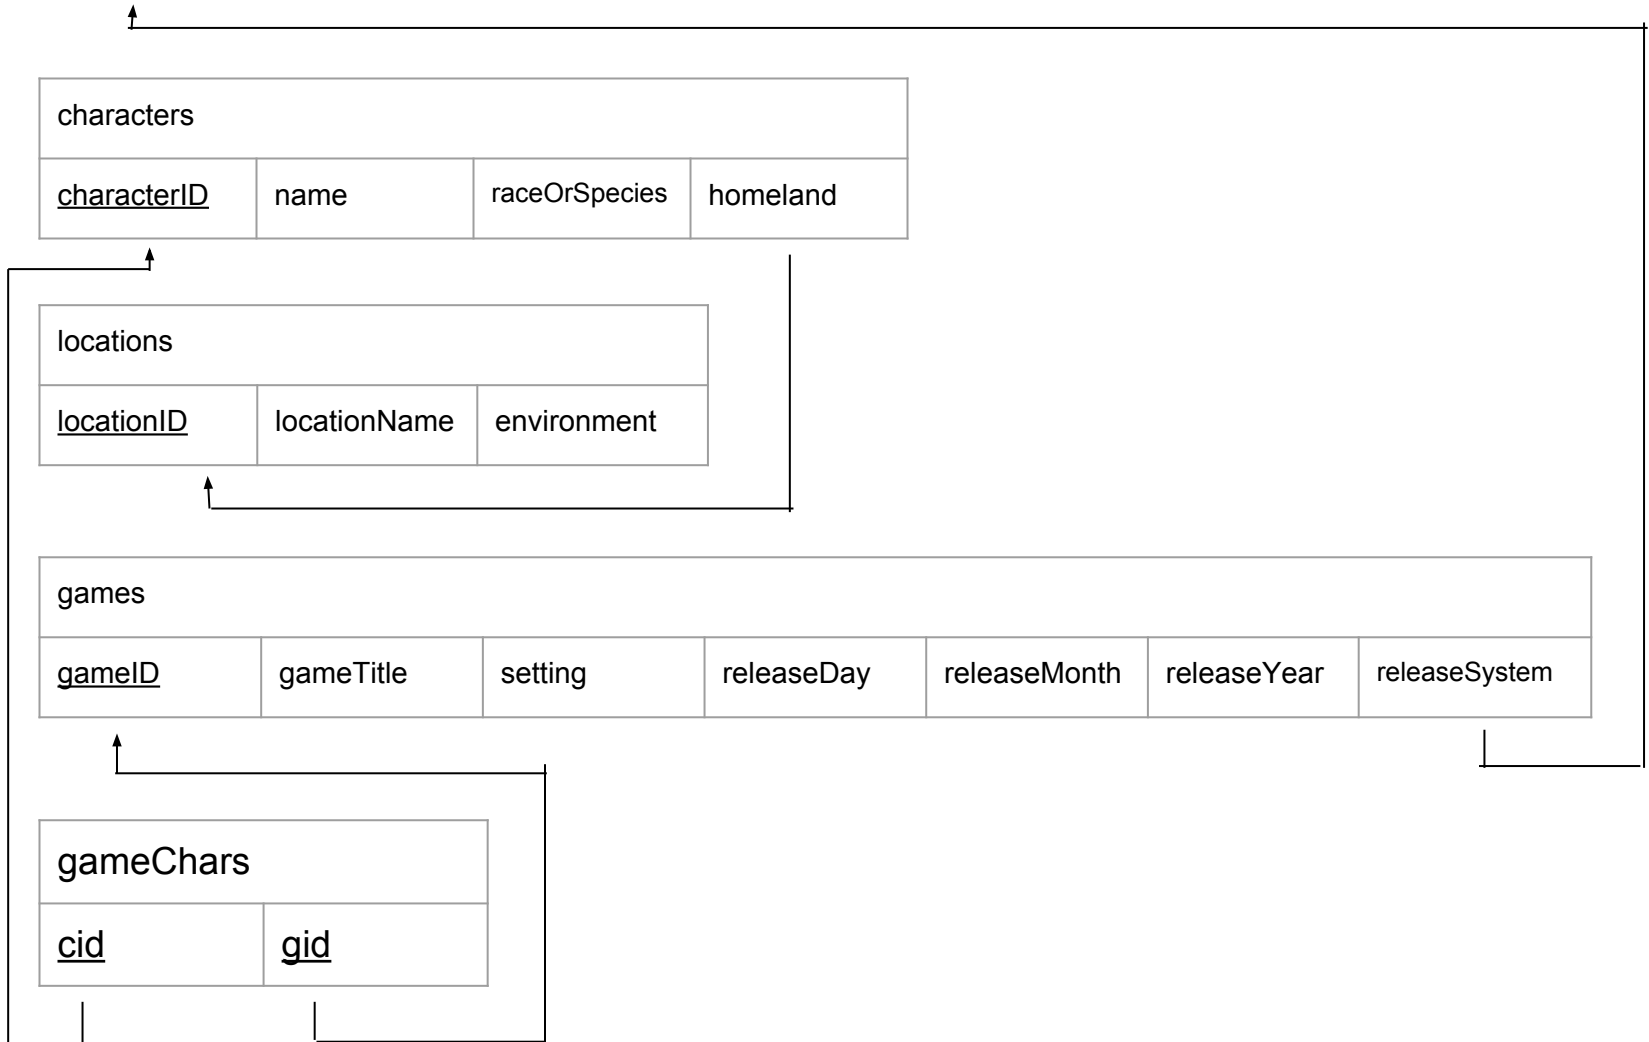 characters
characterID name raceOrSpecies homeland
locations
locationID locationName environment
games
gameID gameTitle setting releaseDay releaseMonth releaseYear releaseSystem
gameChars
cid gid